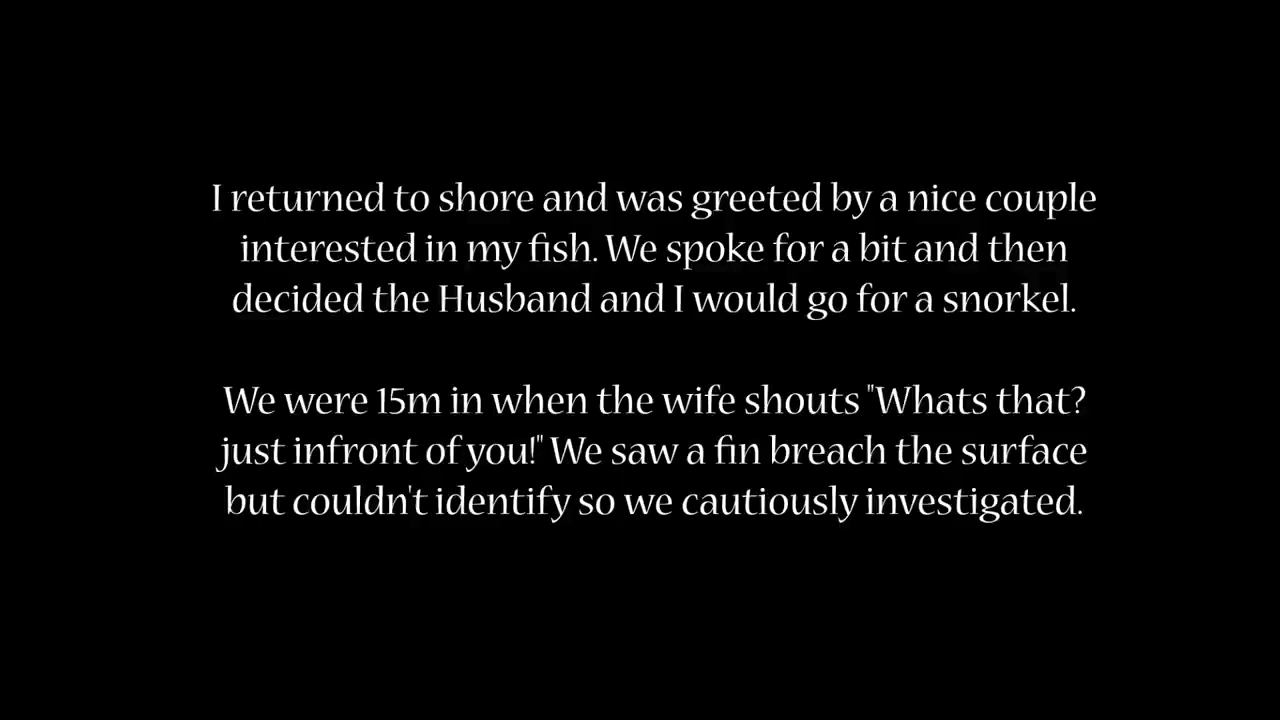 I returned to shore and was greeted by a nice couple
interested in my fish. We spoke for a bit and then
decided the Husband and I would go for a snorkel.
We were 15m in when the wife shouts "Whats that?
just infront of you!" We saw a fin breach the surface
but couldn't identify so we cautiously investigated.